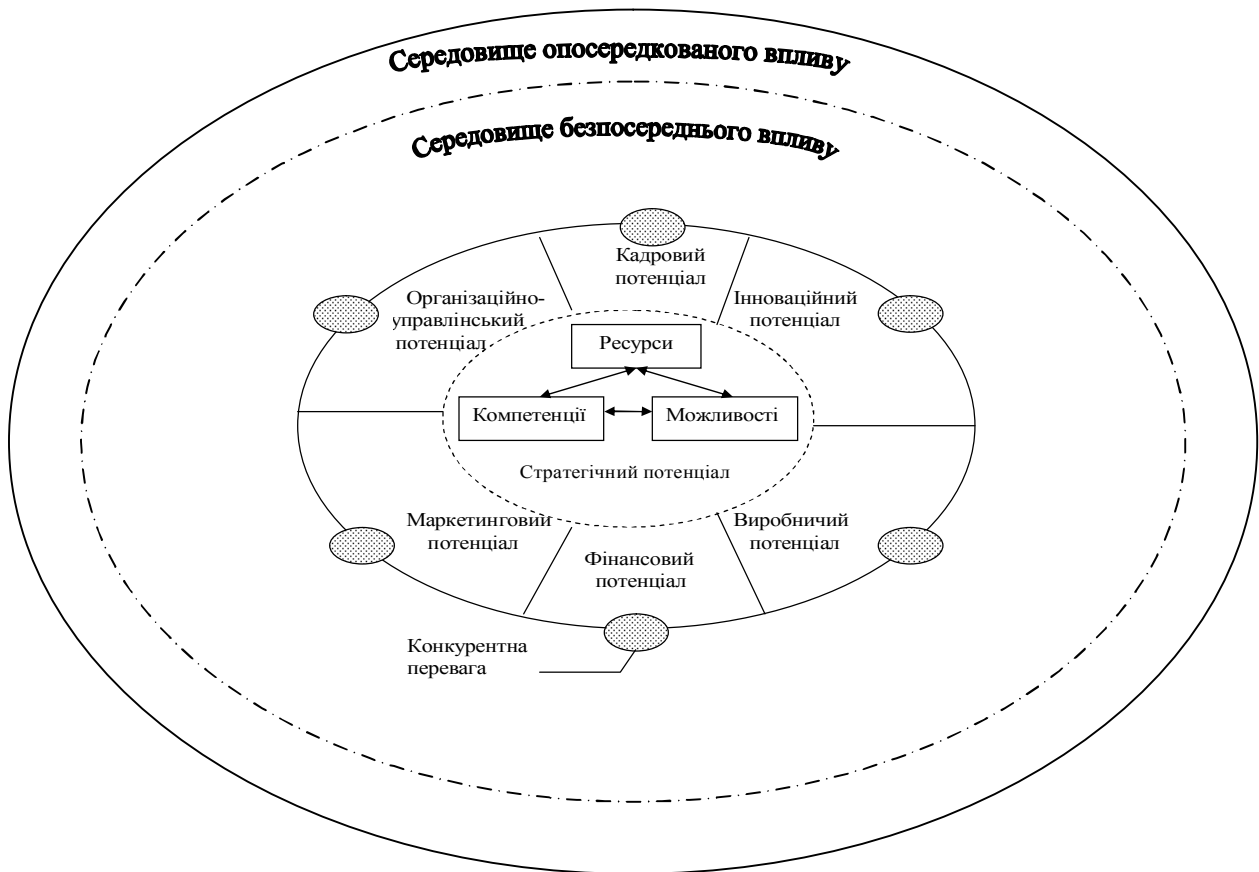 Середовище опосередкованого впливу
Середовище безпосереднього впливу
Кадровий
потенціал
Організаційно-
управлінський
потенціал
Інноваційний
потенціал
Ресурси
Компетенції
Можливості
Стратегічний потенціал
Маркетинговий
потенціал
Фінансовий
потенціал
Виробничий
потенціал
Конкурентна
перевага